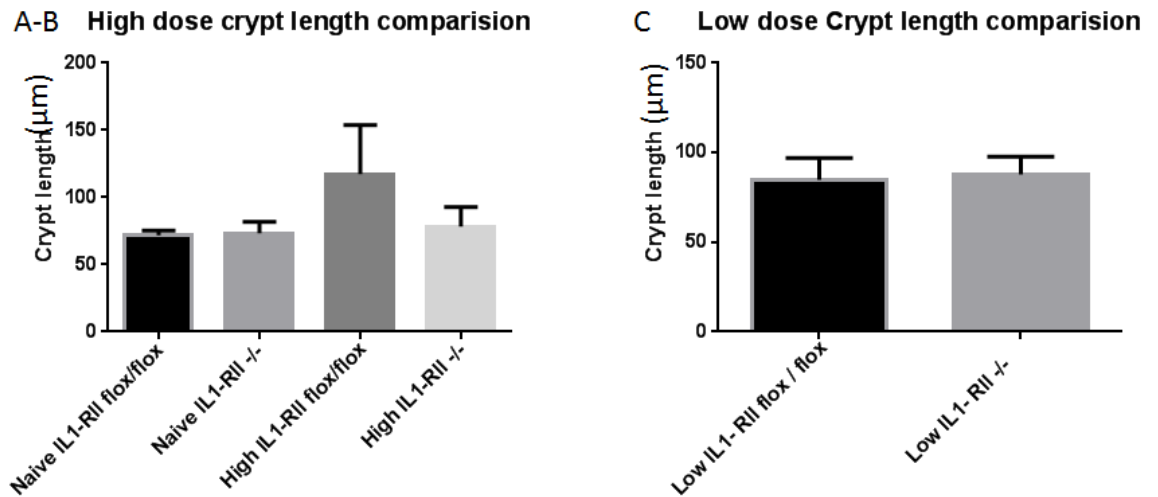 A-B High dose crypt length comparision
Crypt length (µm)
200
150
100
50
0
Naive IL1-RII flox/flox
Naive IL1-RII -/-
High IL1-RII flox/flox
High IL1-RII -/-
C Low dose Crypt length comparision
Crypt length (µm)
150
100
50
0
Low IL1- RII flox / flox
Low IL1- RII -/-